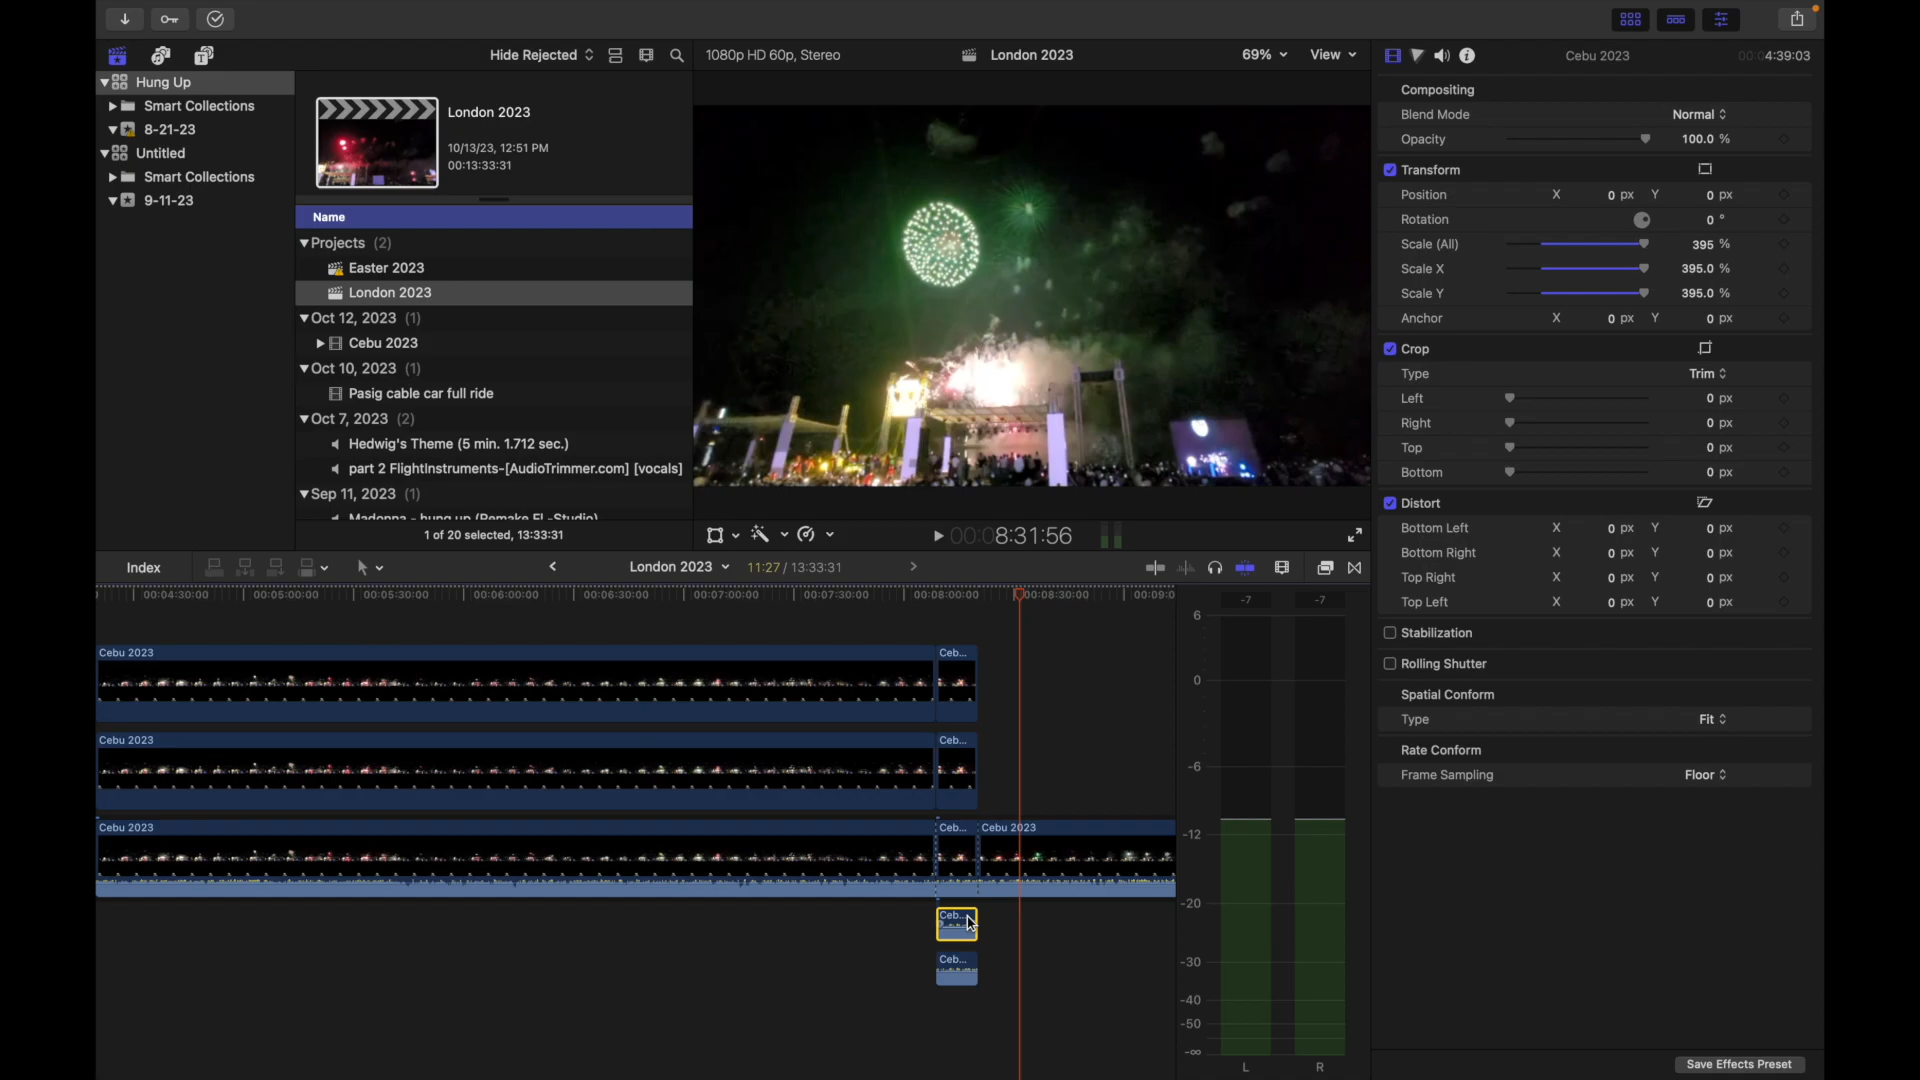 Hide Rejected
1080p HD 60p, Stereo
London 2023
69%
View
Cebu 2023
00:04:39:03
Hung Up
Smart Collections
8-21-23
Untitled
Smart Collections
9-11-23
London 2023
10/13/23, 12:51 PM
00:13:33:31
Name
Projects (2)
Easter 2023
London 2023
Oct 12, 2023 (1)
Cebu 2023
Oct 10, 2023 (1)
Pasig cable car full ride
Oct 7, 2023 (2)
Hedwig's Theme (5 min. 1.712 sec.)
part 2 FlightInstruments-[AudioTrimmer.com] [vocals]
Sep 11, 2023 (1)
Madonna - hung up (Remake FL-Studio)
1 of 20 selected, 13:33:31
00:08:31:56
Compositing
Blend Mode Normal
Opacity 100.0 %
Transform
Position X 0 px Y 0 px
Rotation 0 °
Scale (All) 395 %
Scale X 395.0 %
Scale Y 395.0 %
Anchor X 0 px Y 0 px
Crop
Type Trim
Left 0 px
Right 0 px
Top 0 px
Bottom 0 px
Distort
Bottom Left X 0 px Y 0 px
Bottom Right X 0 px Y 0 px
Top Right X 0 px Y 0 px
Top Left X 0 px Y 0 px
Stabilization
Rolling Shutter
Spatial Conform
Type Fit
Rate Conform
Frame Sampling Floor
Save Effects Preset
Index
London 2023
11:27 / 13:33:31
00:04:30:00 00:05:00:00 00:05:30:00 00:06:00:00 00:06:30:00 00:07:00:00 00:07:30:00 00:08:00:00 00:08:30:00 00:09:0
Cebu 2023 Ceb...
Cebu 2023 Ceb...
Cebu 2023 Ceb... Cebu 2023
Ceb...
Ceb...
-7 -7
6
0
-6
-12
-20
-30
-40
-50
-∞
L R